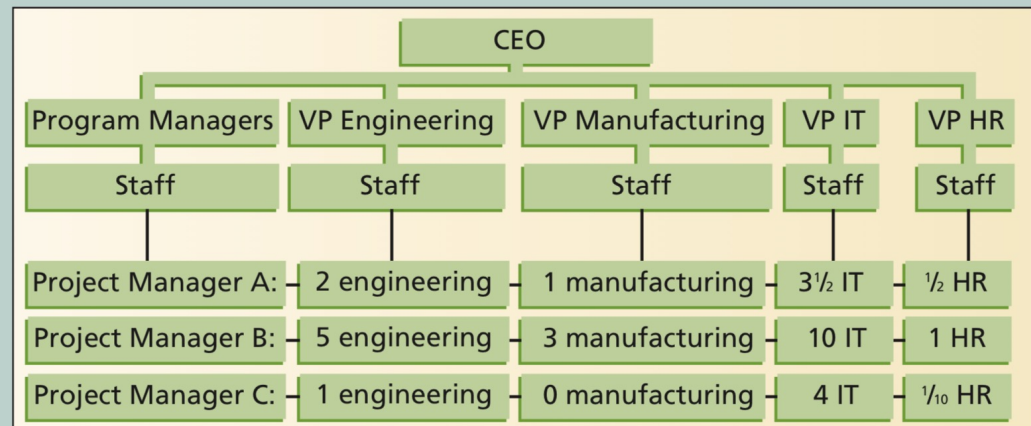 CEO
Program Managers VP Engineering VP Manufacturing VP IT VP HR
Staff Staff Staff Staff Staff
Project Manager A: 2 engineering 1 manufacturing 3½ IT ½ HR
Project Manager B: 5 engineering 3 manufacturing 10 IT 1 HR
Project Manager C: 1 engineering 0 manufacturing 4 IT ⅒ HR